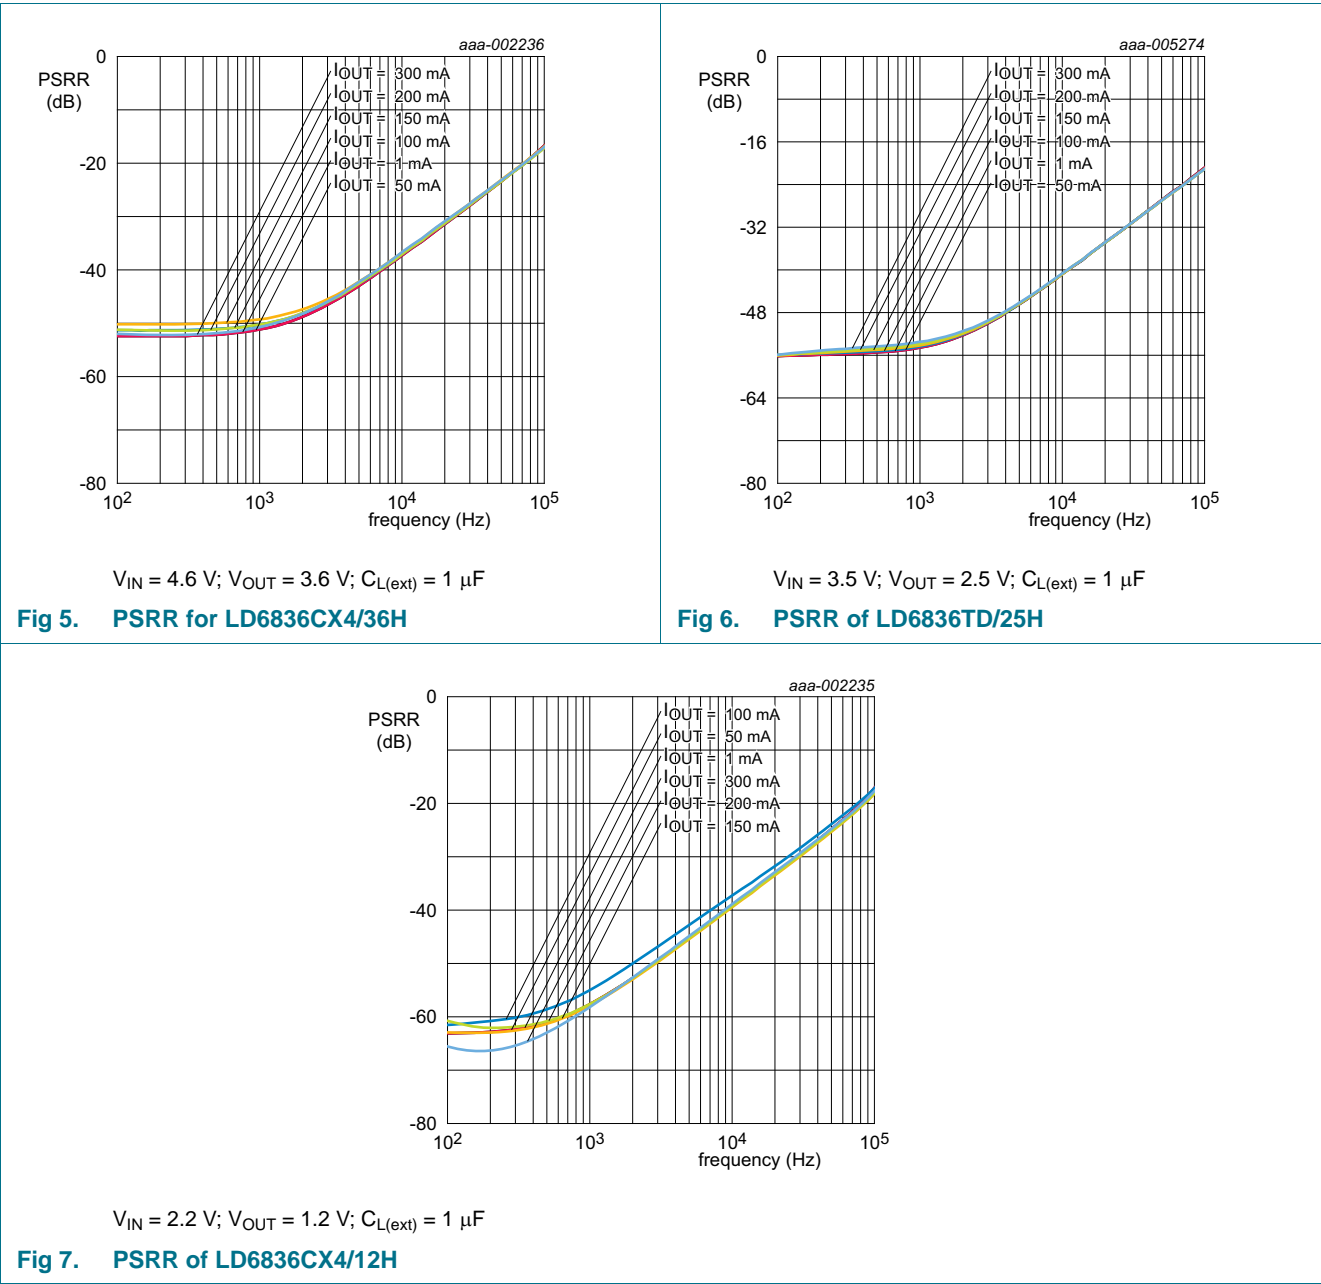 aaa-002236
PSRR
(dB)
0
-20
-40
-60
-80
IOUT = 300 mA
IOUT = 200 mA
IOUT = 150 mA
IOUT = 100 mA
IOUT = 1 mA
IOUT = 50 mA
10² 10³ 10⁴ 10⁵
frequency (Hz)
VIN = 4.6 V; VOUT = 3.6 V; CL(ext) = 1 μF
Fig 5. PSRR for LD6836CX4/36H
aaa-005274
PSRR
(dB)
0
-16
-32
-48
-64
-80
IOUT = 300 mA
IOUT = 200 mA
IOUT = 150 mA
IOUT = 100 mA
IOUT = 1 mA
IOUT = 50 mA
10² 10³ 10⁴ 10⁵
frequency (Hz)
VIN = 3.5 V; VOUT = 2.5 V; CL(ext) = 1 μF
Fig 6. PSRR of LD6836TD/25H
aaa-002235
PSRR
(dB)
0
-20
-40
-60
-80
IOUT = 100 mA
IOUT = 50 mA
IOUT = 1 mA
IOUT = 300 mA
IOUT = 200 mA
IOUT = 150 mA
10² 10³ 10⁴ 10⁵
frequency (Hz)
VIN = 2.2 V; VOUT = 1.2 V; CL(ext) = 1 μF
Fig 7. PSRR of LD6836CX4/12H